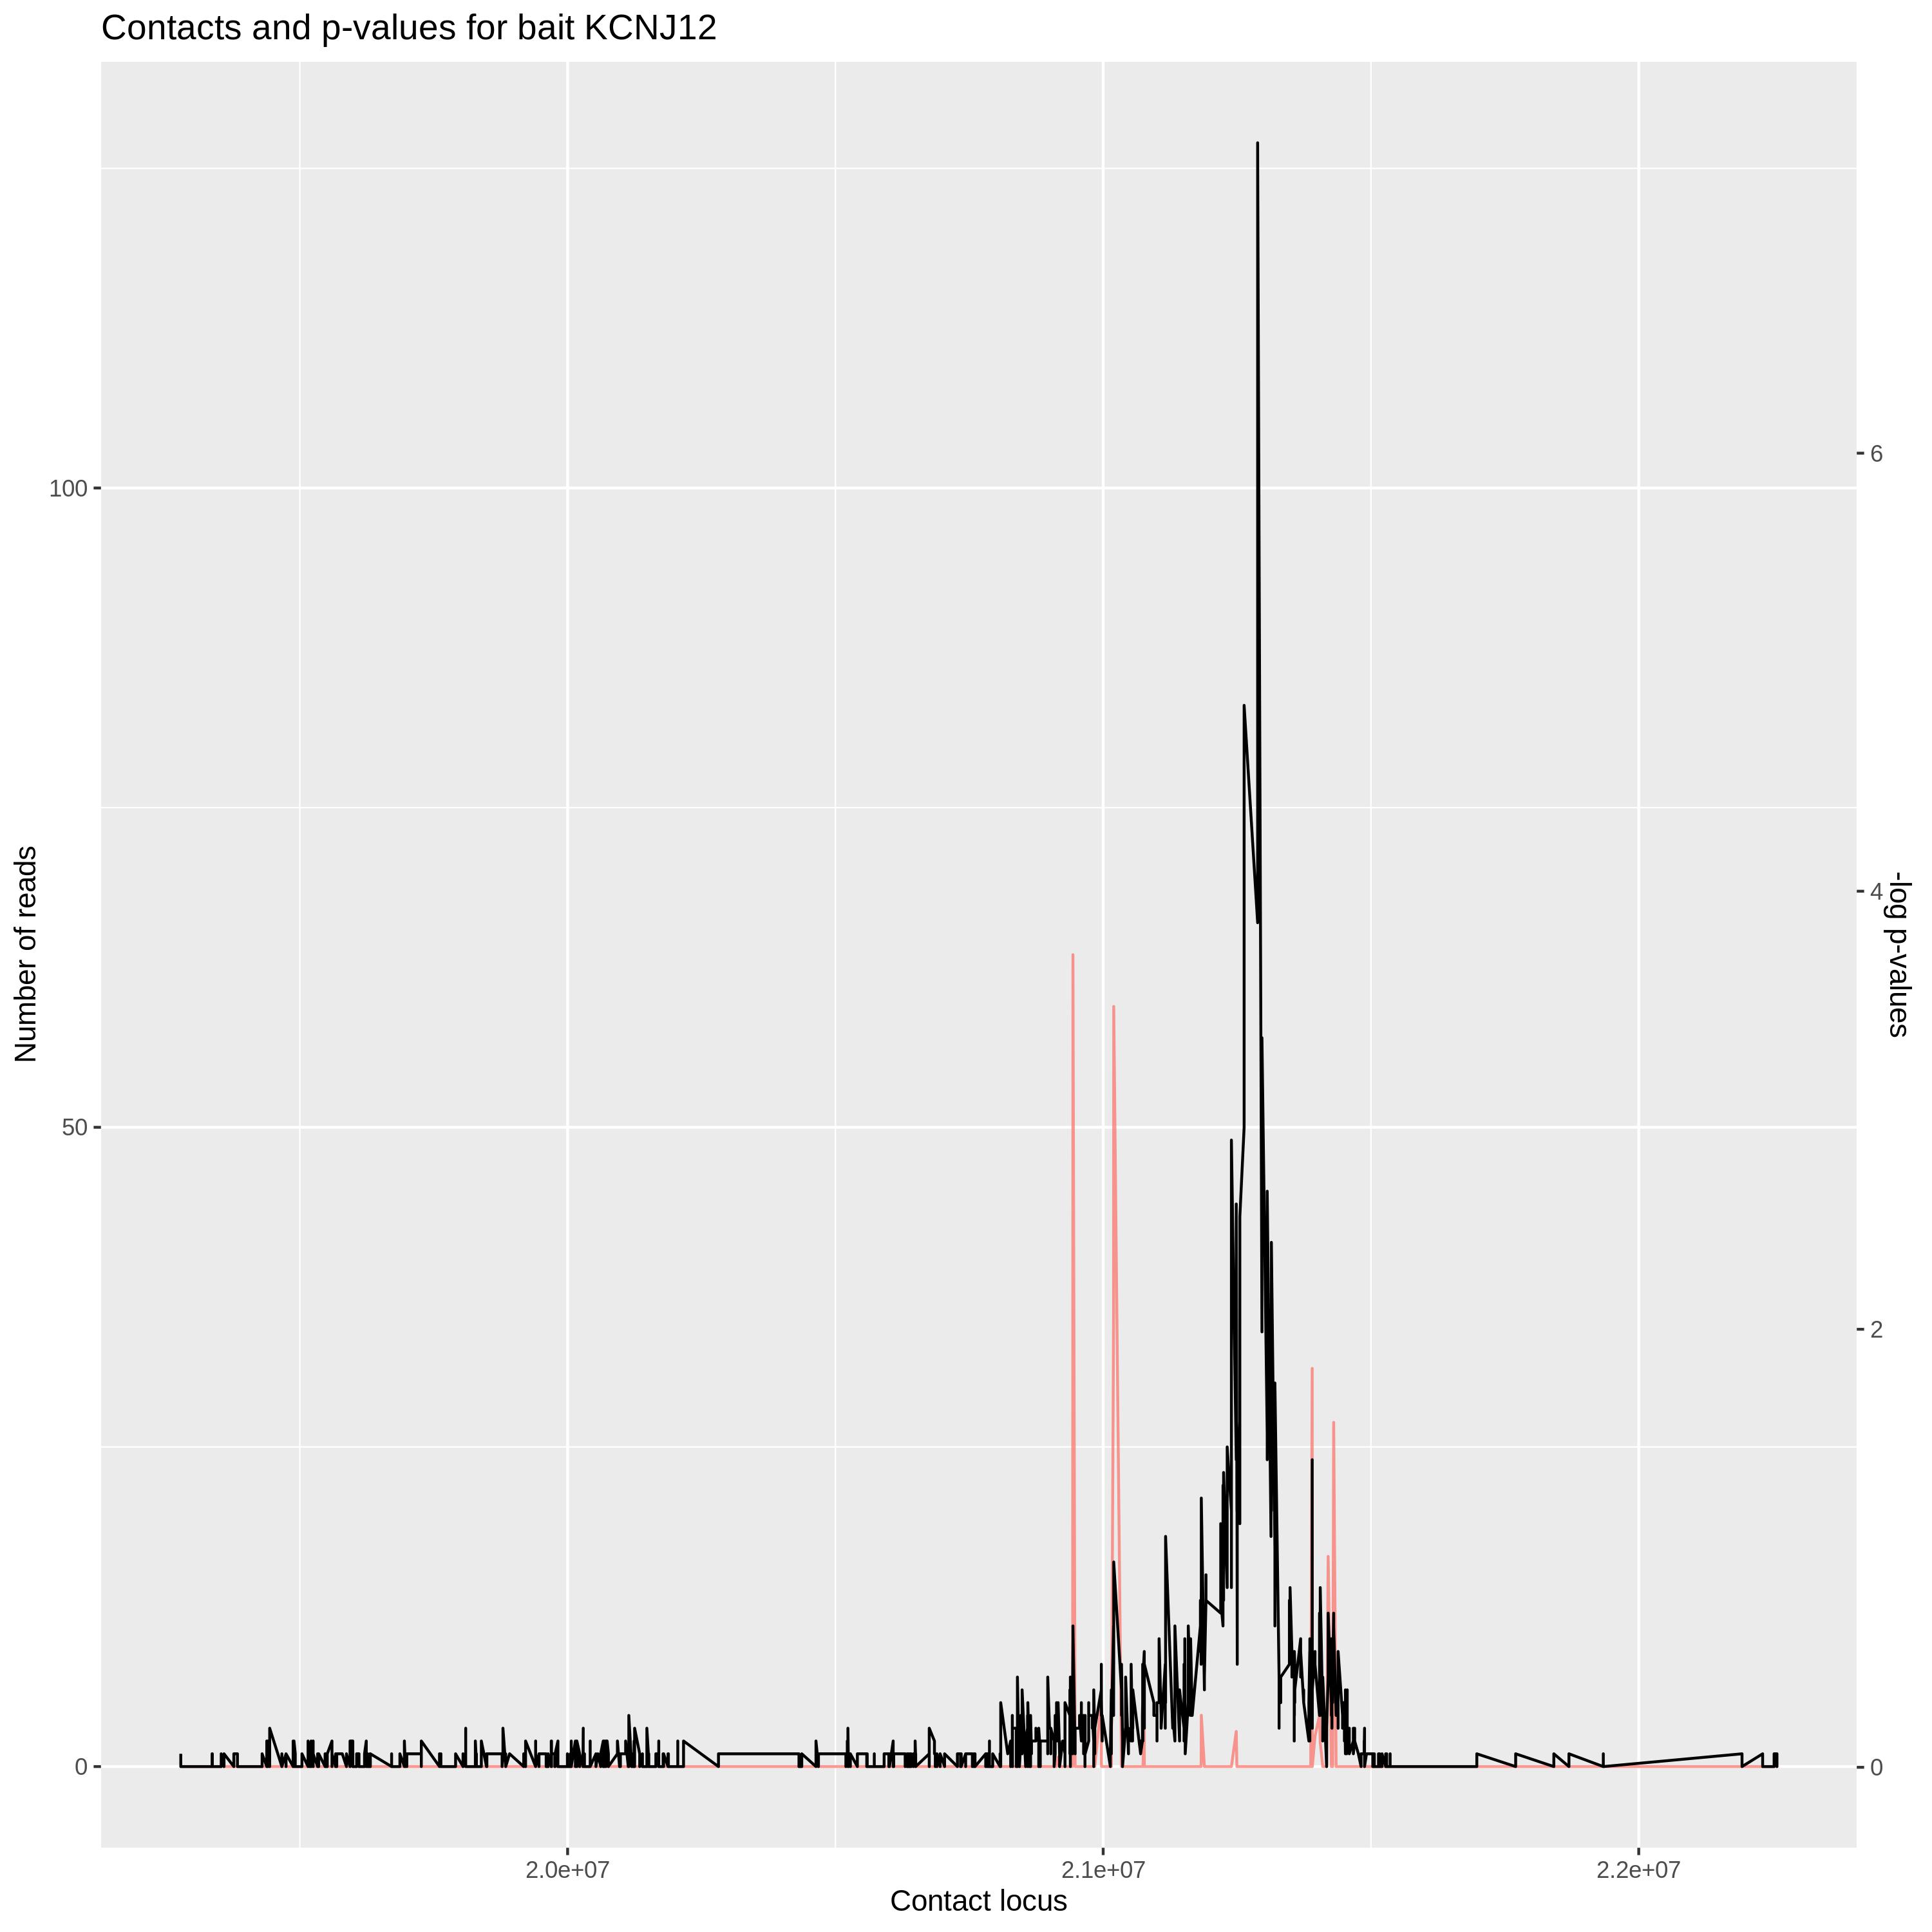 Contacts and p-values for bait KCNJ12
Number of reads
100
50
0
6
4
2
0
-log p-values
2.0e+07
2.1e+07
2.2e+07
Contact locus